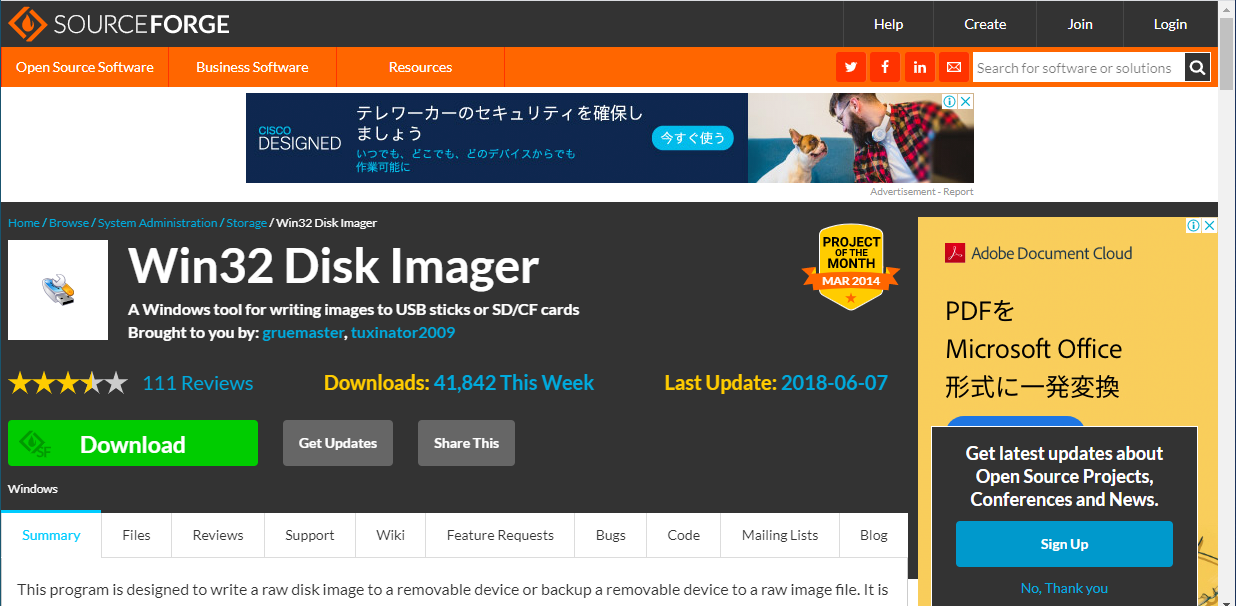 SOURCEFORGE
Help Create Join Login
Open Source Software Business Software Resources
Search for software or solutions
CISCO
DESIGNED
テレワーカーのセキュリティを確保し
ましょう
いつでも、どこでも、どのデバイスからでも
作業可能に
今すぐ使う
Advertisement - Report
Home / Browse / System Administration / Storage / Win32 Disk Imager
Win32 Disk Imager
A Windows tool for writing images to USB sticks or SD/CF cards
Brought to you by: gruemaster, tuxinator2009
PROJECT
OF THE
MONTH
MAR 2014
111 Reviews
Downloads: 41,842 This Week
Last Update: 2018-06-07
SF
Download
Get Updates
Share This
Windows
Summary Files Reviews Support Wiki Feature Requests Bugs Code Mailing Lists Blog
This program is designed to write a raw disk image to a removable device or backup a removable device to a raw image file. It is
Adobe Document Cloud
PDFを
Microsoft Office
形式に一発変換
Get latest updates about
Open Source Projects,
Conferences and News.
Sign Up
No, Thank you